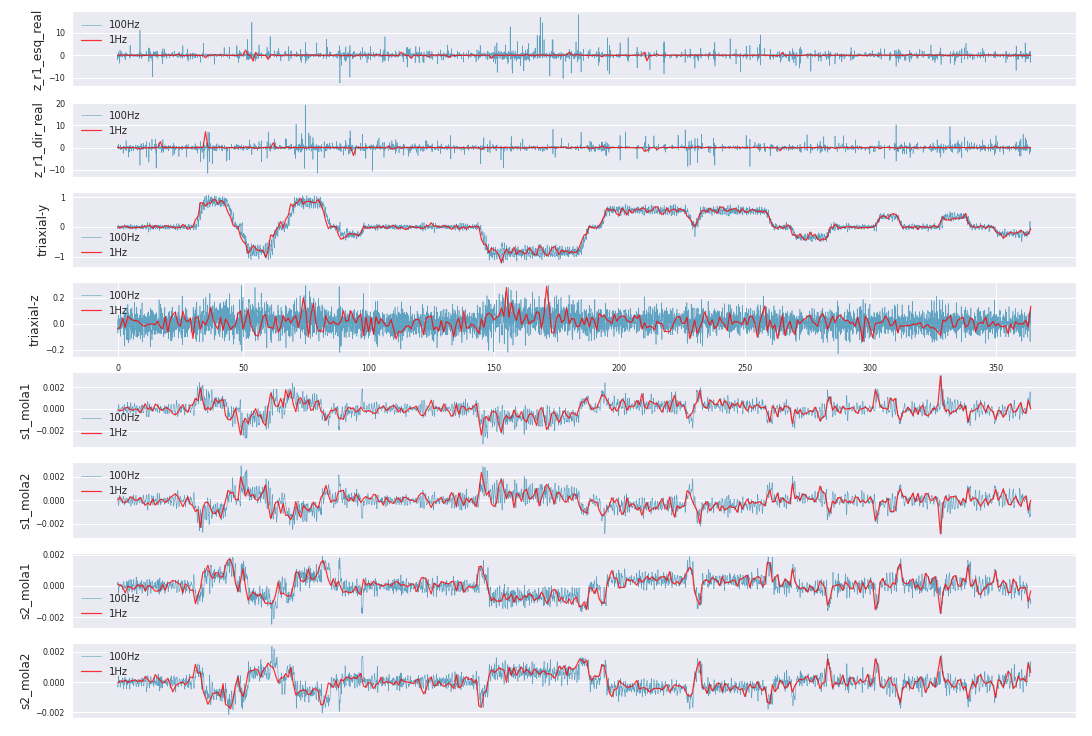 z_r1_esq_real
10
0
−10
100Hz
1Hz
z_r1_dir_real
20
10
0
−10
100Hz
1Hz
triaxial-y
1
0
−1
100Hz
1Hz
triaxial-z
0.2
0.0
−0.2
100Hz
1Hz
0 50 100 150 200 250 300 350
s1_mola1
0.002
0.000
−0.002
100Hz
1Hz
s1_mola2
0.002
0.000
−0.002
100Hz
1Hz
s2_mola1
0.002
0.000
−0.002
100Hz
1Hz
s2_mola2
0.002
0.000
−0.002
100Hz
1Hz